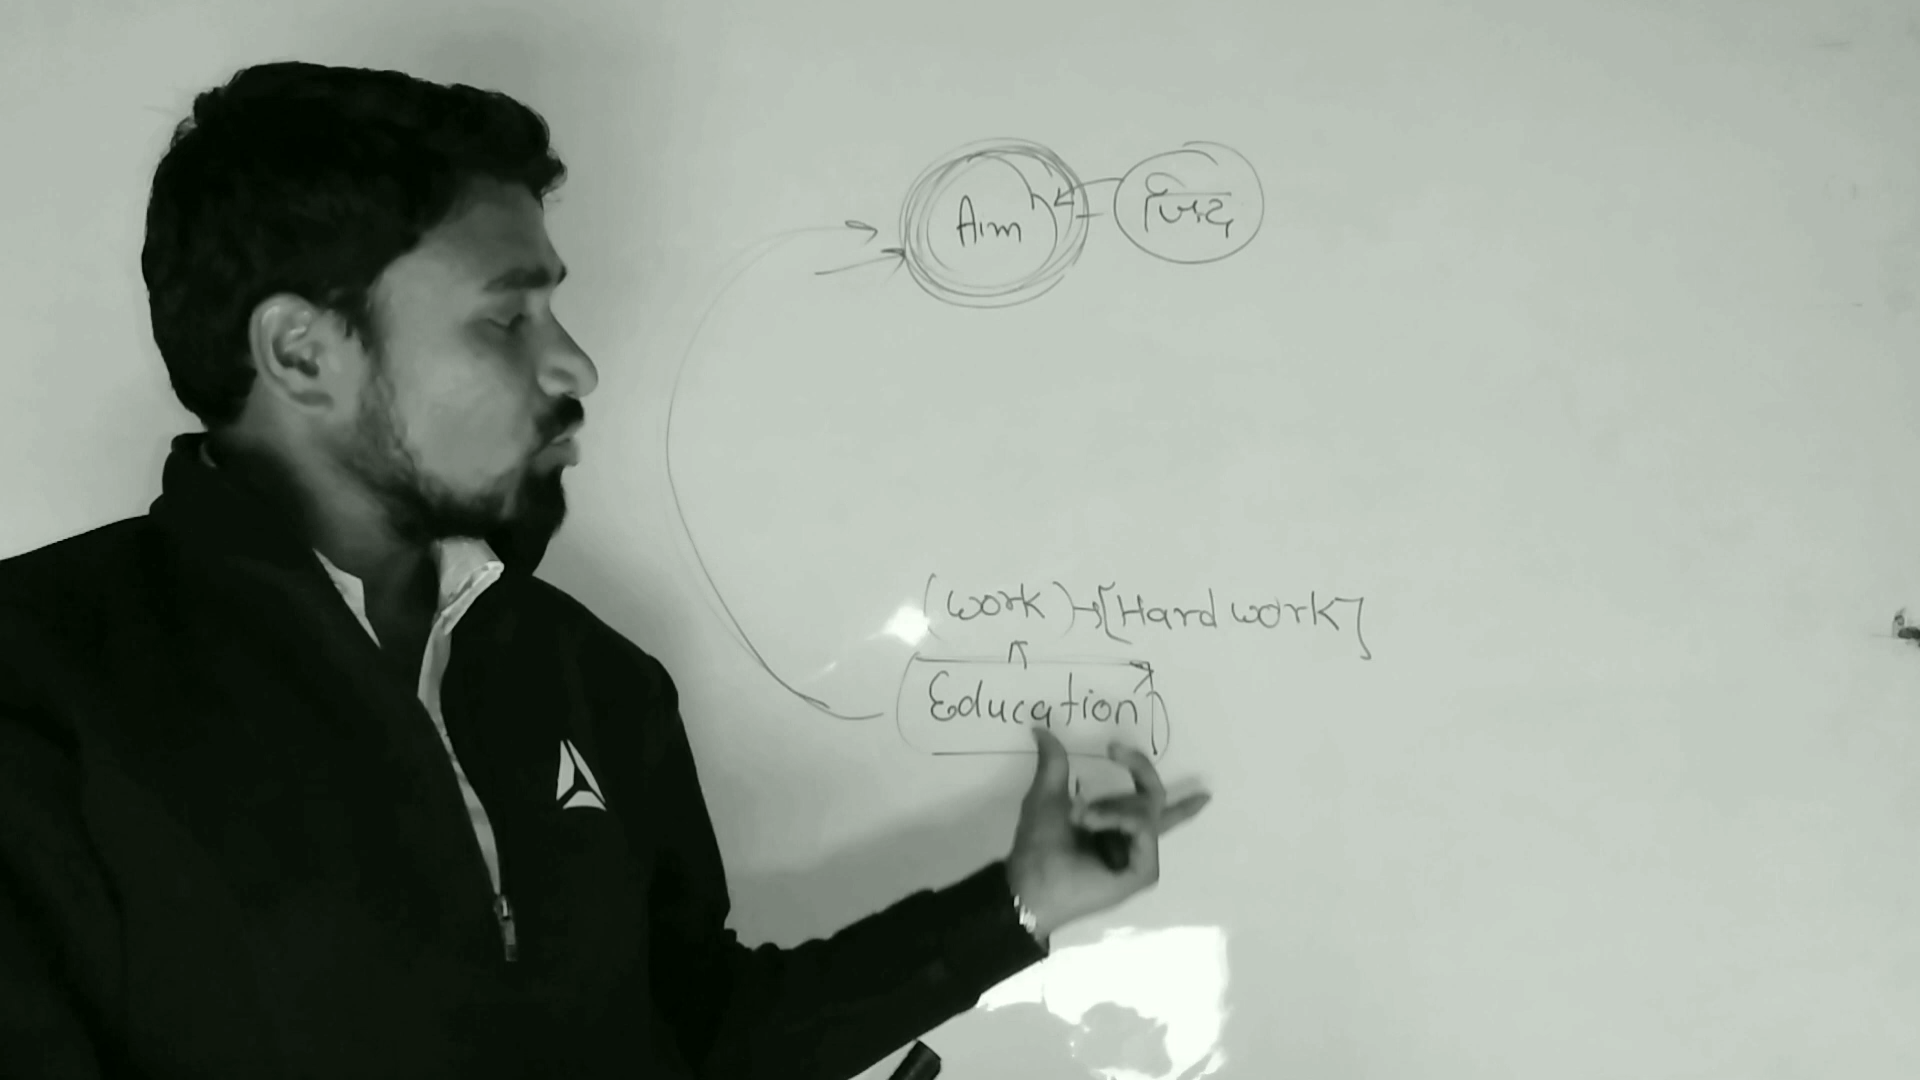 Aim जिद्द
(work) → [Hard work]
Education